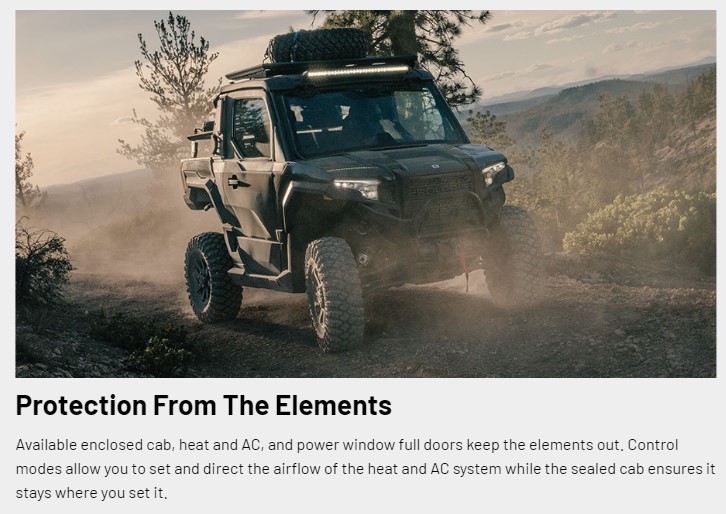 Protection From The Elements
Available enclosed cab, heat and AC, and power window full doors keep the elements out. Control
modes allow you to set and direct the airflow of the heat and AC system while the sealed cab ensures it
stays where you set it.